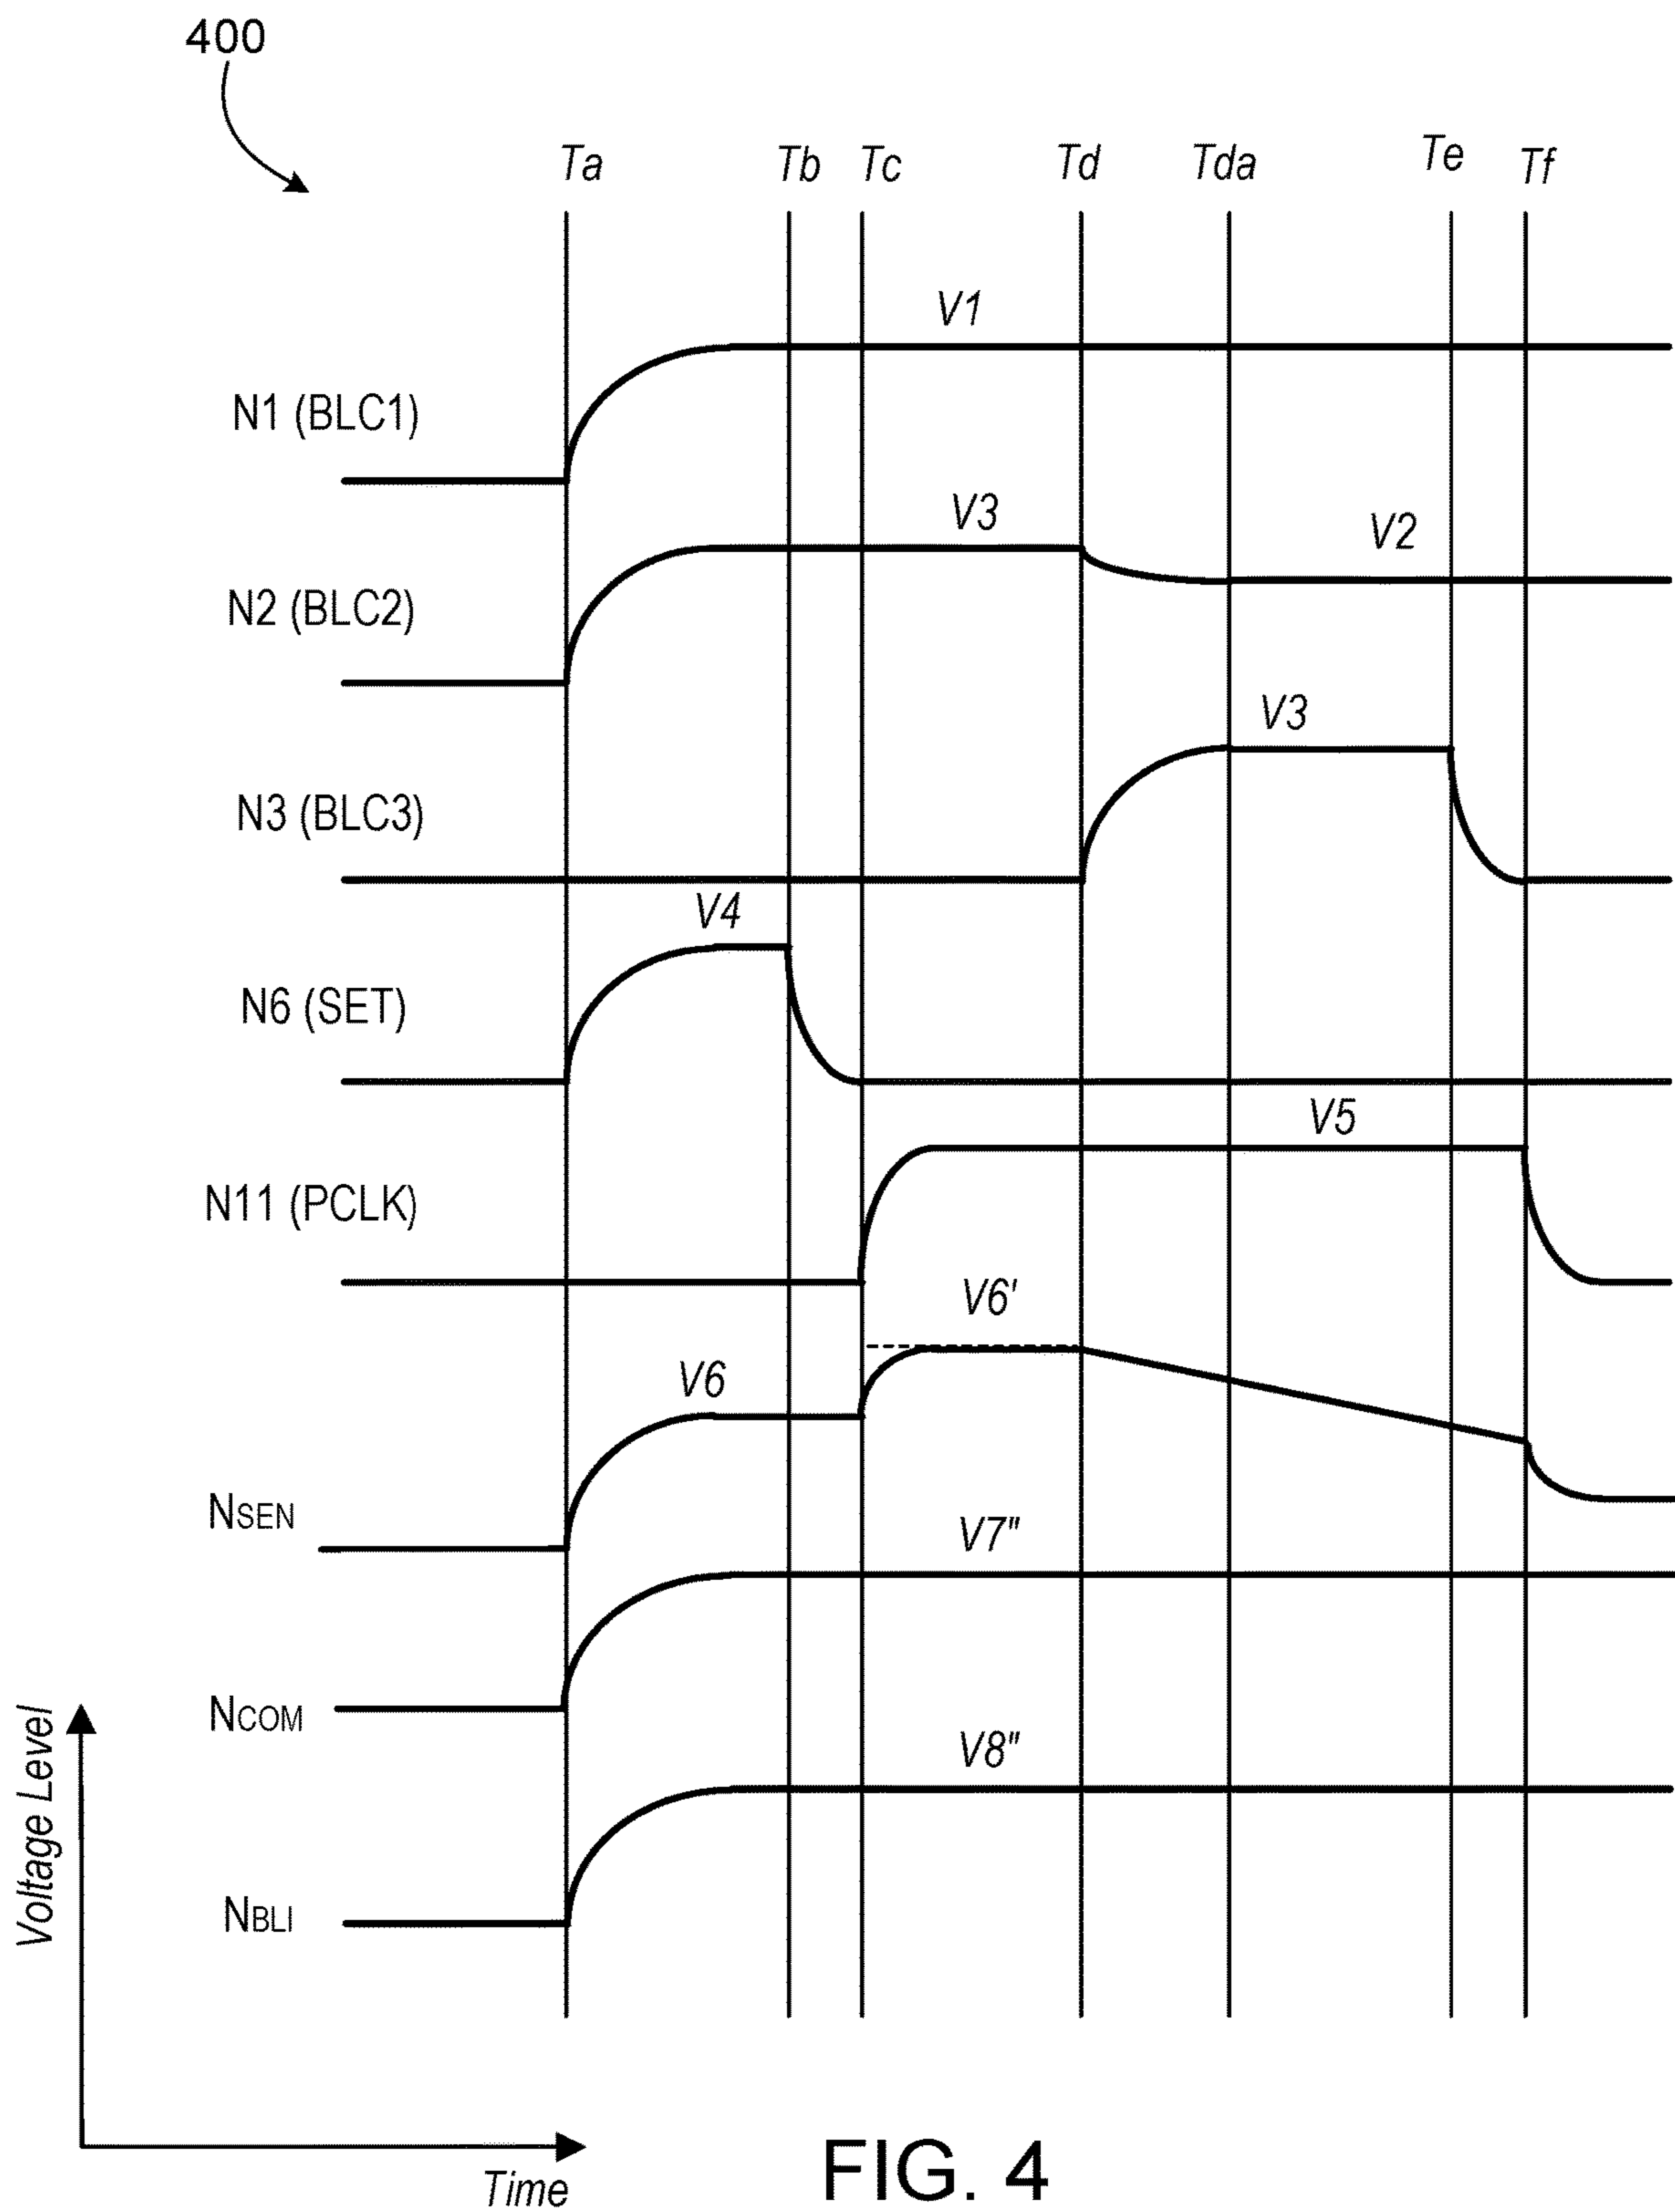 400
Ta Tb Tc Td Tda Te Tf
V1
N1 (BLC1)
V3 V2
N2 (BLC2)
V3
N3 (BLC3)
V4
N6 (SET)
V5
N11 (PCLK)
V6'
V6
NSEN
V7"
NCOM
V8"
NBLI
Voltage Level
Time
FIG. 4